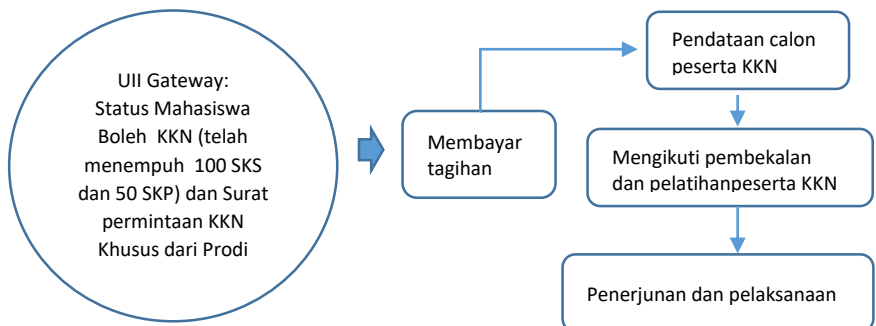 UII Gateway:
Status Mahasiswa
Boleh  KKN (telah
menempuh  100 SKS
dan 50 SKP) dan Surat
permintaan KKN
Khusus dari Prodi
Membayar
tagihan
Pendataan calon
peserta KKN
Mengikuti pembekalan
dan pelatihanpeserta KKN
Penerjunan dan pelaksanaan